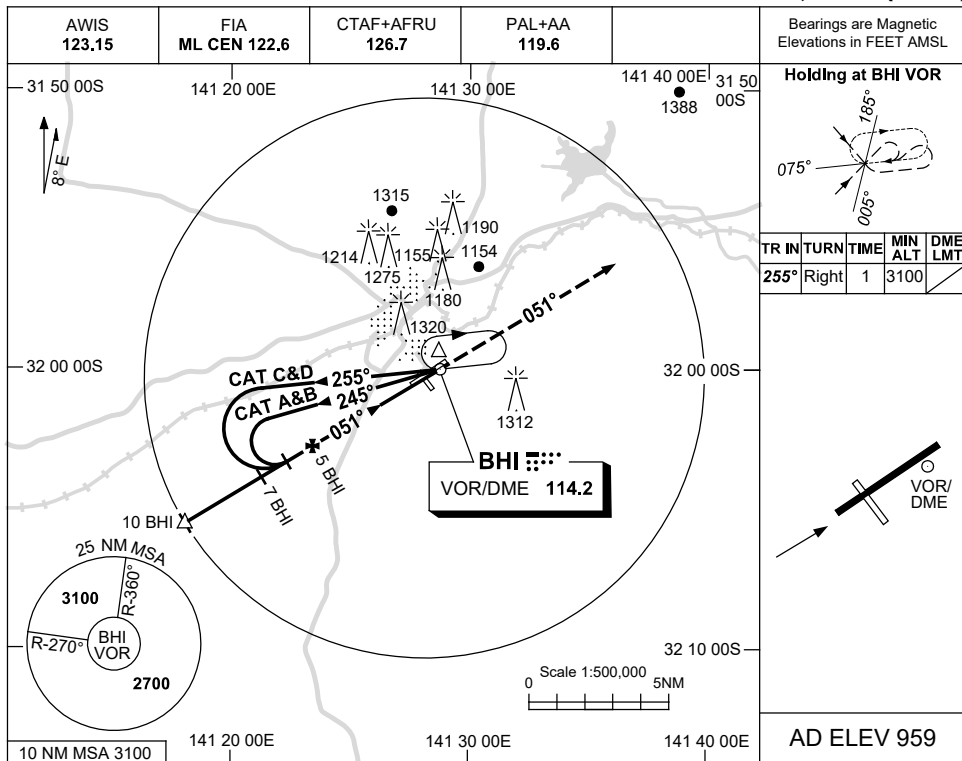 AWIS
123.15
FIA
ML CEN 122.6
CTAF+AFRU
126.7
PAL+AA
119.6
Bearings are Magnetic
Elevations in FEET AMSL
31 50 00S
141 20 00E
141 30 00E
141 40 00E
31 50
00S
1388
8° E
1315
1190
1214
1275
1155
1154
1180
1320
051°
32 00 00S
32 00 00S
CAT C&D
255°
CAT A&B
245°
051°
1312
5 BHI
7 BHI
10 BHI
BHI
VOR/DME 114.2
25 NM MSA
3100
R-360°
R-270°
BHI
VOR
2700
32 10 00S
Scale 1:500,000
0
5NM
10 NM MSA 3100
141 20 00E
141 30 00E
141 40 00E
Holding at BHI VOR
185°
075°
005°
TR IN TURN TIME MIN ALT DME LMT
255° Right 1 3100
VOR/
DME
AD ELEV 959